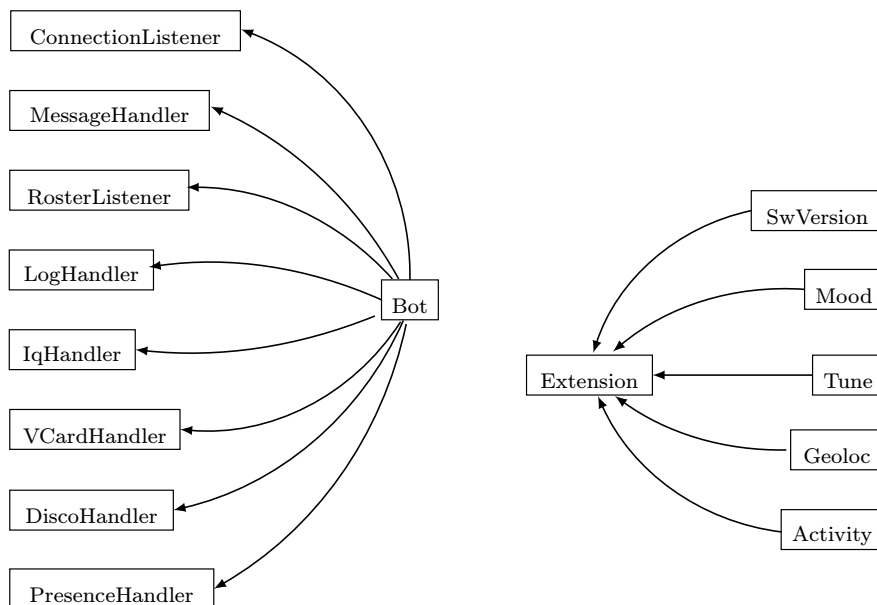 ConnectionListener
MessageHandler
RosterListener
LogHandler
IqHandler
VCardHandler
DiscoHandler
PresenceHandler
Bot
Extension
SwVersion
Mood
Tune
Geoloc
Activity